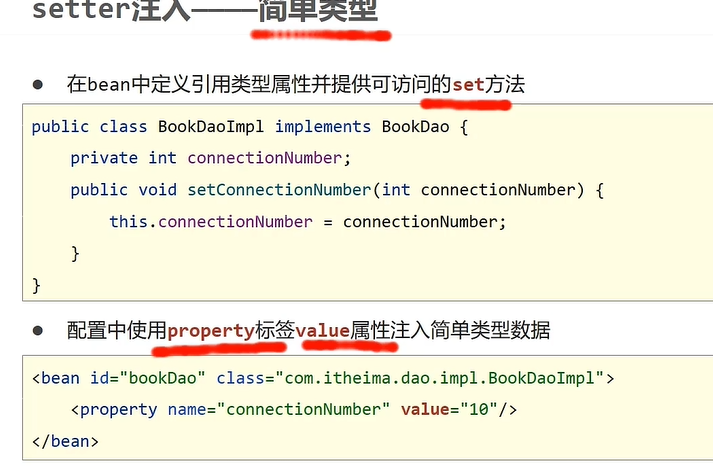 setter注入——简单类型
● 在bean中定义引用类型属性并提供可访问的set方法
public class BookDaoImpl implements BookDao {
    private int connectionNumber;
    public void setConnectionNumber(int connectionNumber) {
        this.connectionNumber = connectionNumber;
    }
}
● 配置中使用property标签value属性注入简单类型数据
<bean id="bookDao" class="com.itheima.dao.impl.BookDaoImpl">
    <property name="connectionNumber" value="10"/>
</bean>